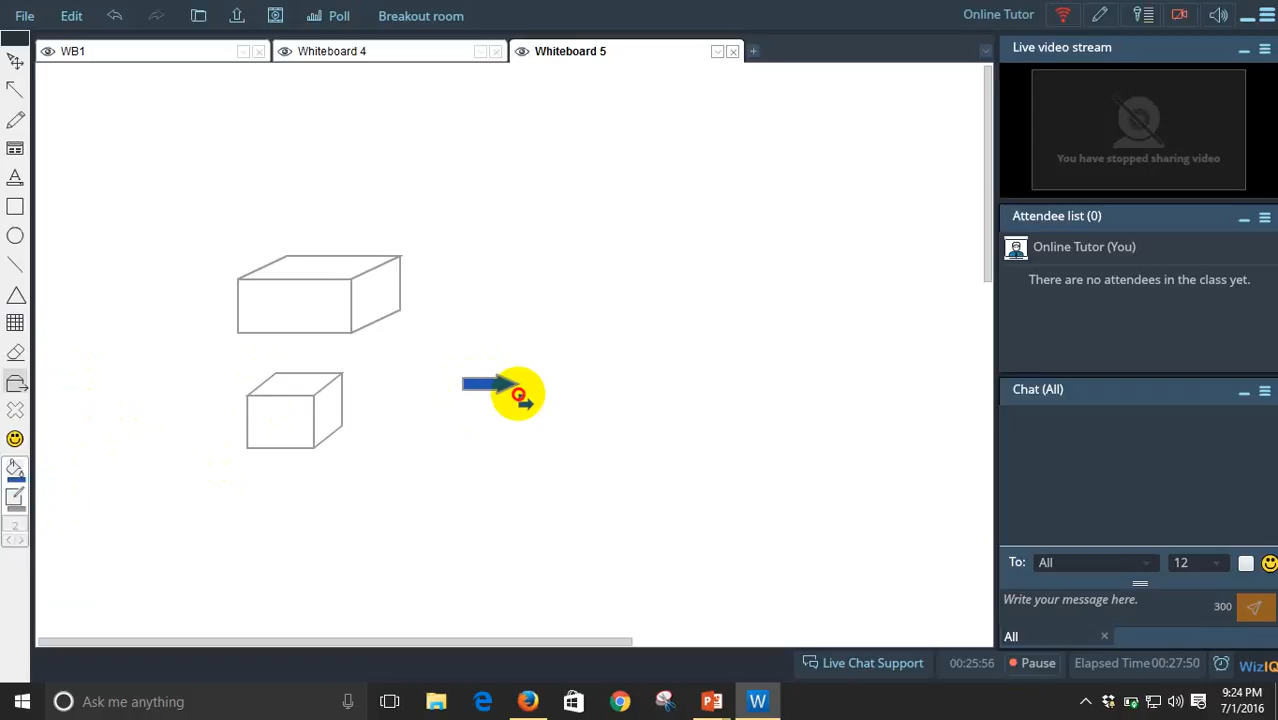 File Edit Poll Breakout room Online Tutor
WB1 Whiteboard 4 Whiteboard 5
Live video stream
You have stopped sharing video
Attendee list (0)
Online Tutor (You)
There are no attendees in the class yet.
Chat (All)
To: All 12
Write your message here. 300
All
2
Live Chat Support 00:25:56 Pause Elapsed Time 00:27:50 WizIQ
Ask me anything
9:24 PM
7/1/2016